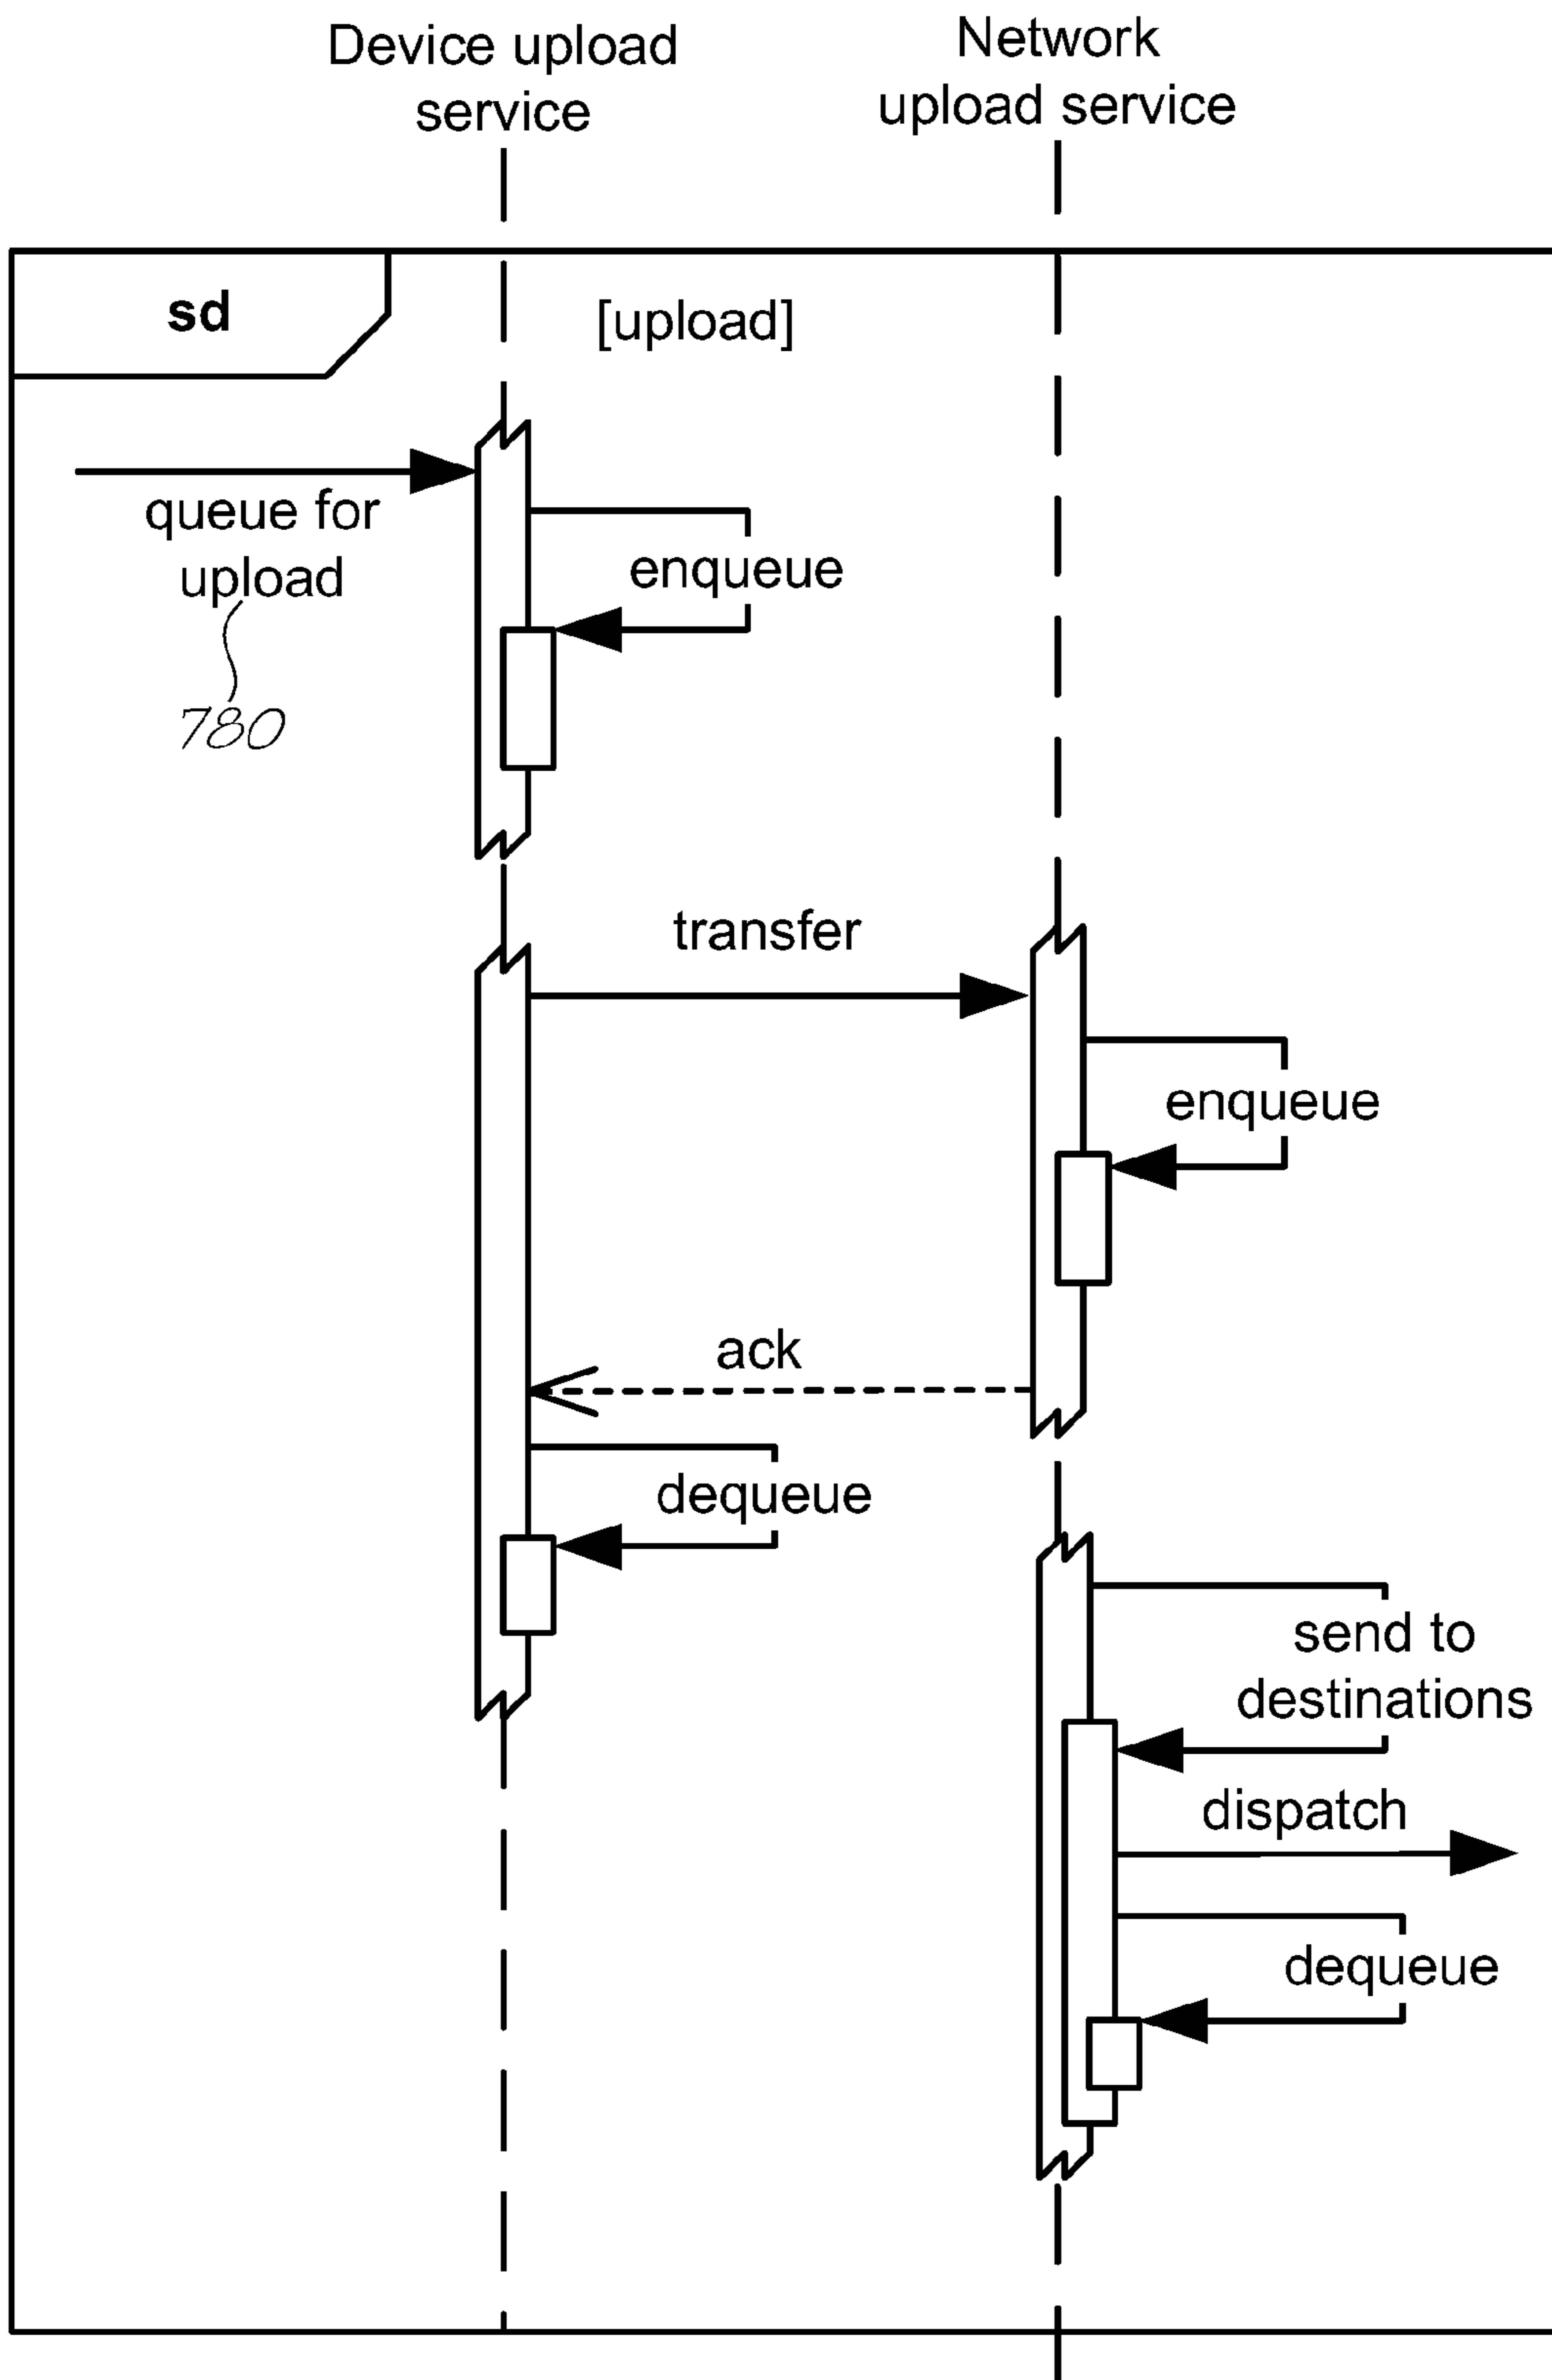 Device upload
service
Network
upload service
sd
[upload]
queue for
upload
780
enqueue
transfer
enqueue
ack
dequeue
send to
destinations
dispatch
dequeue